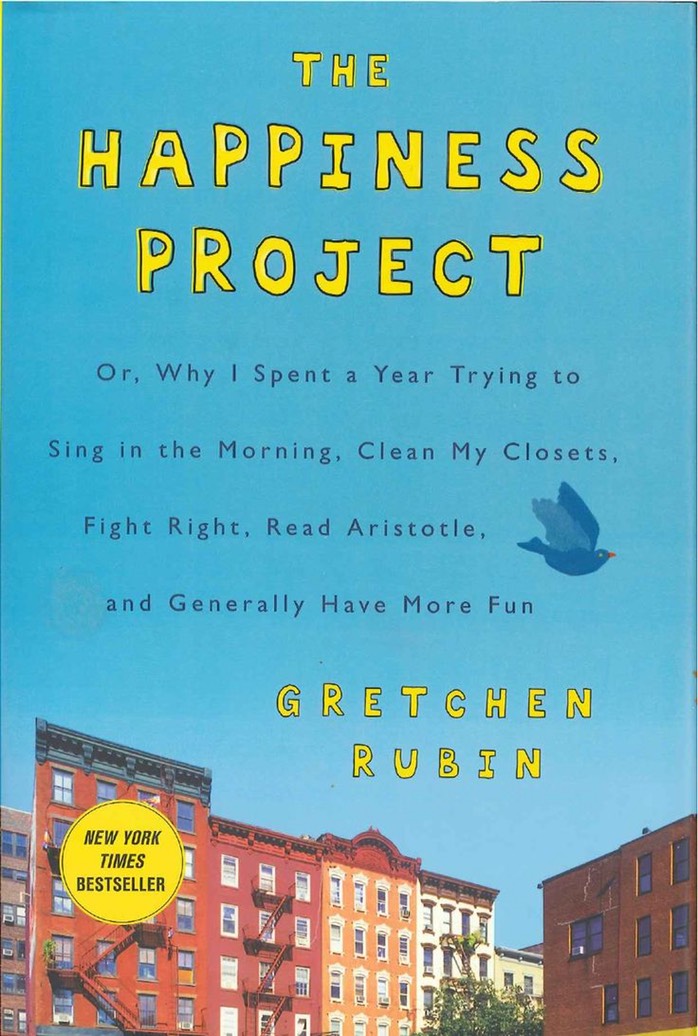 THE
HAPPINESS
PROJECT
Or, Why I Spent a Year Trying to
Sing in the Morning, Clean My Closets,
Fight Right, Read Aristotle,
and Generally Have More Fun
GRETCHEN
RUBIN
NEW YORK
TIMES
BESTSELLER